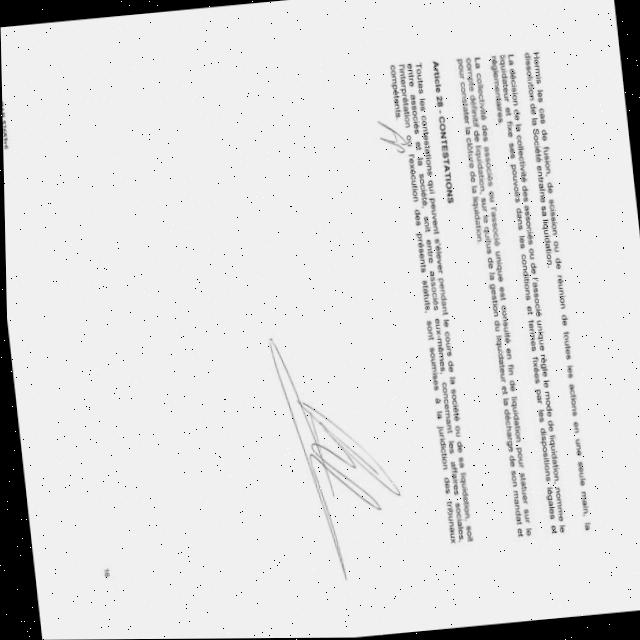 Hormis les cas de fusion, de scission ou de réunion de toutes les actions en une seule main, la
dissolution de la Société entraîne sa liquidation.
La décision de la collectivité des associés ou de l'associé unique règle le mode de liquidation, nomme le
liquidateur et fixe ses pouvoirs dans les conditions et termes fixées par les dispositions légales et
réglementaires.
La collectivité des associés ou l'associé unique est consulté en fin de liquidation pour statuer sur le
compte définitif de liquidation, sur le quitus de la gestion du liquidateur et la décharge de son mandat et
pour constater la clôture de la liquidation.
Article 28 - CONTESTATIONS
Toutes les contestations qui peuvent s'élever pendant le cours de la société ou de sa liquidation, soit
entre associés et la société, soit entre associés eux-mêmes, concernant les affaires sociales,
l'interprétation ou l'exécution des présents statuts, sont soumises à la juridiction des tribunaux
compétents.